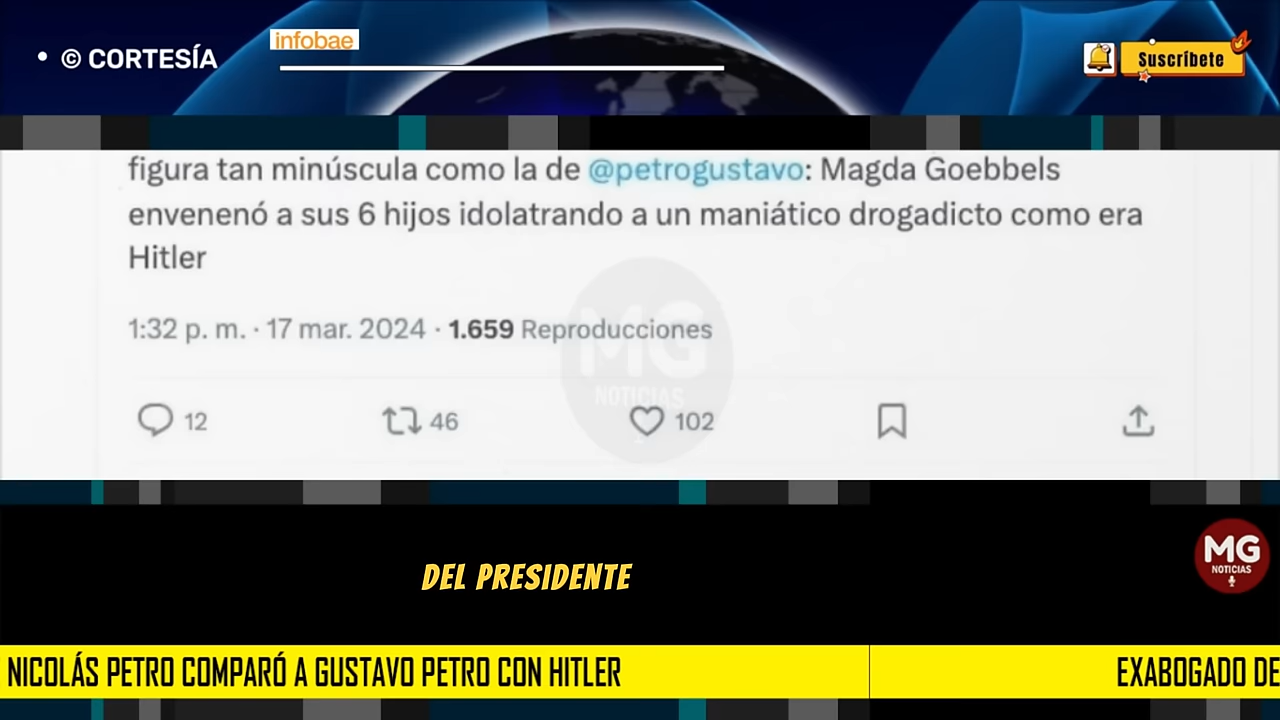 • © CORTESÍA
infobae
Suscríbete
figura tan minúscula como la de @petrogustavo: Magda Goebbels
envenenó a sus 6 hijos idolatrando a un maniático drogadicto como era
Hitler
1:32 p. m. · 17 mar. 2024 · 1.659 Reproducciones
MG
NOTICIAS
12
46
102
DEL PRESIDENTE
MG
NOTICIAS
NICOLÁS PETRO COMPARÓ A GUSTAVO PETRO CON HITLER
EXABOGADO DE